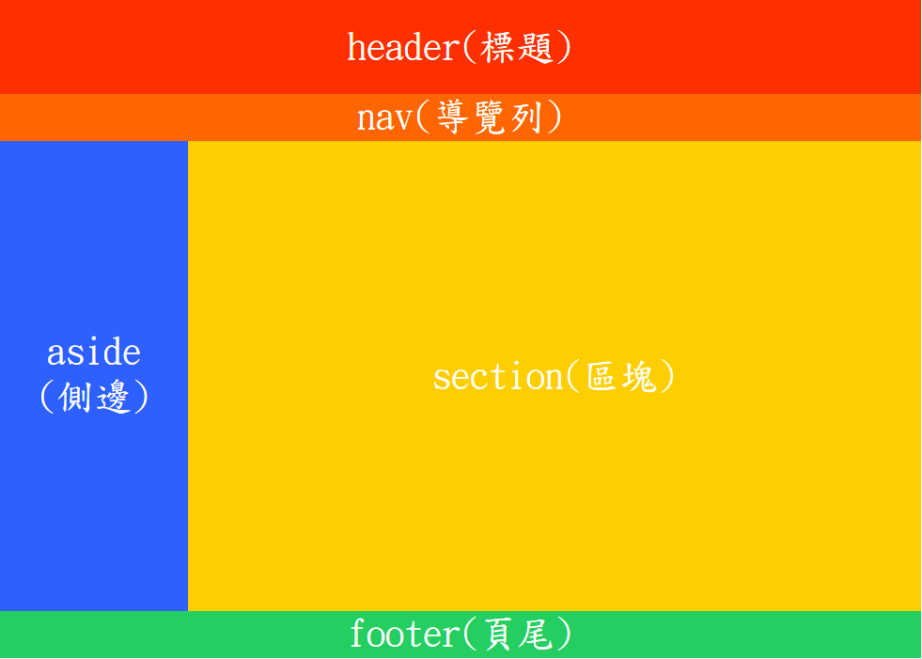 header(標題)
nav(導覽列)
aside
(側邊)
section(區塊)
footer(頁尾)